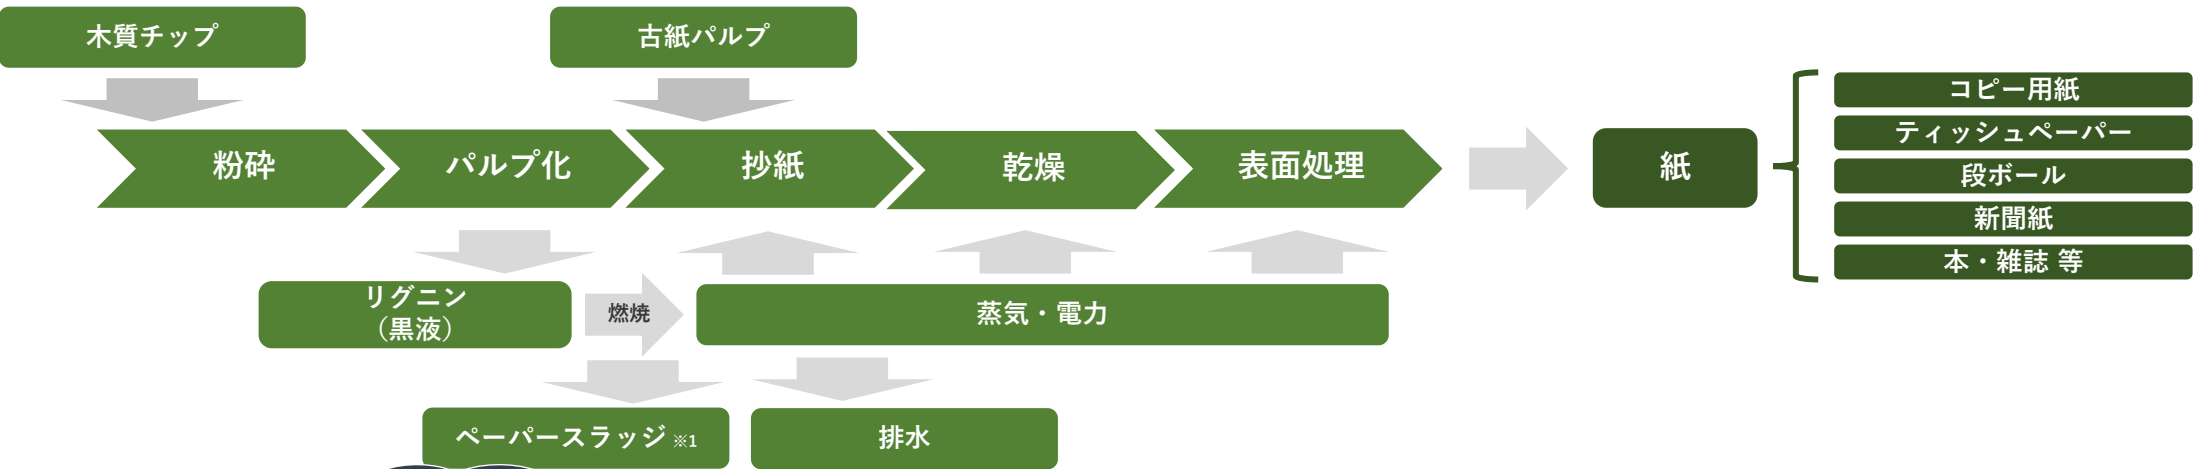 木質チップ
古紙パルプ
粉砕
パルプ化
抄紙
乾燥
表面処理
紙
コピー用紙
ティッシュペーパー
段ボール
新聞紙
本・雑誌 等
リグニン
（黒液）
燃焼
蒸気・電力
ペーパースラッジ ※1
排水